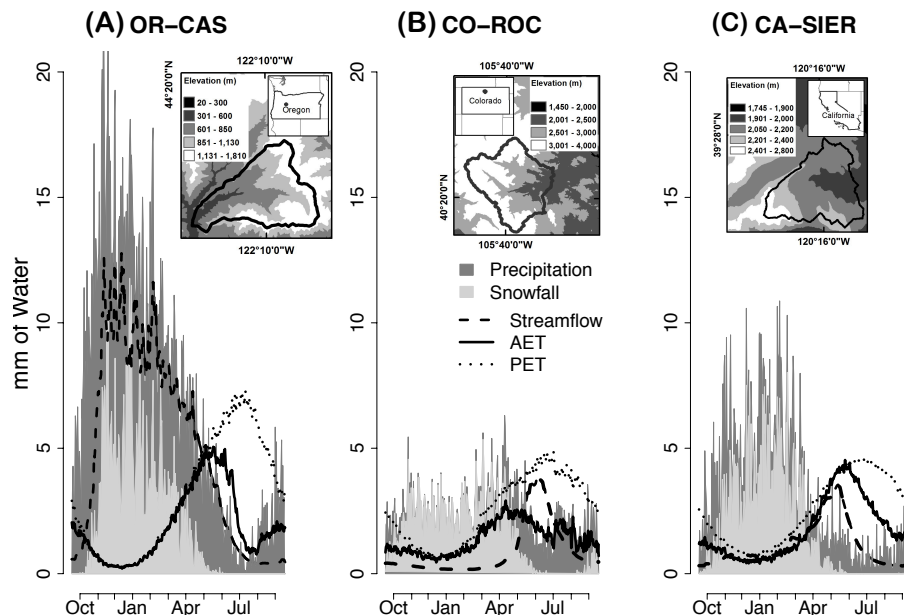 (A) OR–CAS
(B) CO–ROC
(C) CA–SIER
mm of Water
20
15
10
5
0
Oct Jan Apr Jul
122°10'0"W
44°20'0"N
Elevation (m)
20 - 300
301 - 600
601 - 850
851 - 1,130
1,131 - 1,810
Oregon
122°10'0"W
20
15
10
5
0
Oct Jan Apr Jul
105°40'0"W
40°20'0"N
Colorado
Elevation (m)
1,450 - 2,000
2,001 - 2,500
2,501 - 3,000
3,001 - 4,000
105°40'0"W
Precipitation
Snowfall
Streamflow
AET
PET
20
15
10
5
0
Oct Jan Apr Jul
120°16'0"W
39°28'0"N
Elevation (m)
1,745 - 1,900
1,901 - 2,000
2,050 - 2,200
2,201 - 2,400
2,401 - 2,800
California
120°16'0"W